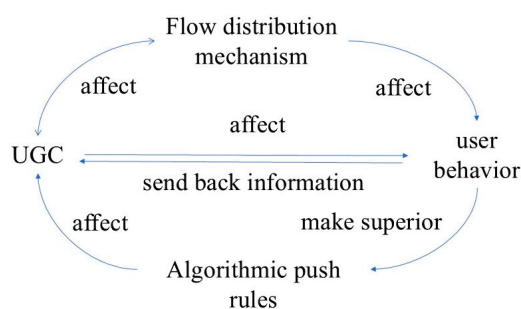 Flow distribution
mechanism
affect
affect
affect
UGC
user
behavior
send back information
affect
make superior
Algorithmic push
rules